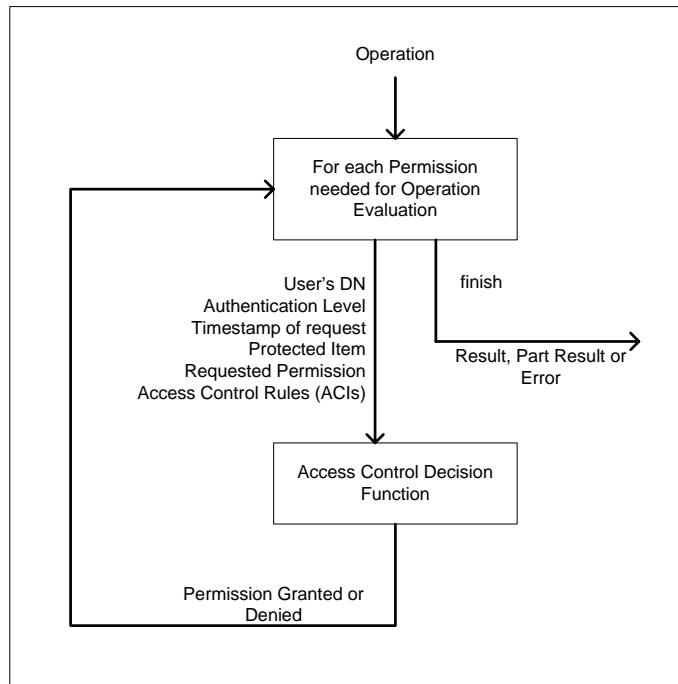 Operation
For each Permission
needed for Operation
Evaluation
User's DN
Authentication Level
Timestamp of request
Protected Item
Requested Permission
Access Control Rules (ACIs)
finish
Result, Part Result or
Error
Access Control Decision
Function
Permission Granted or
Denied